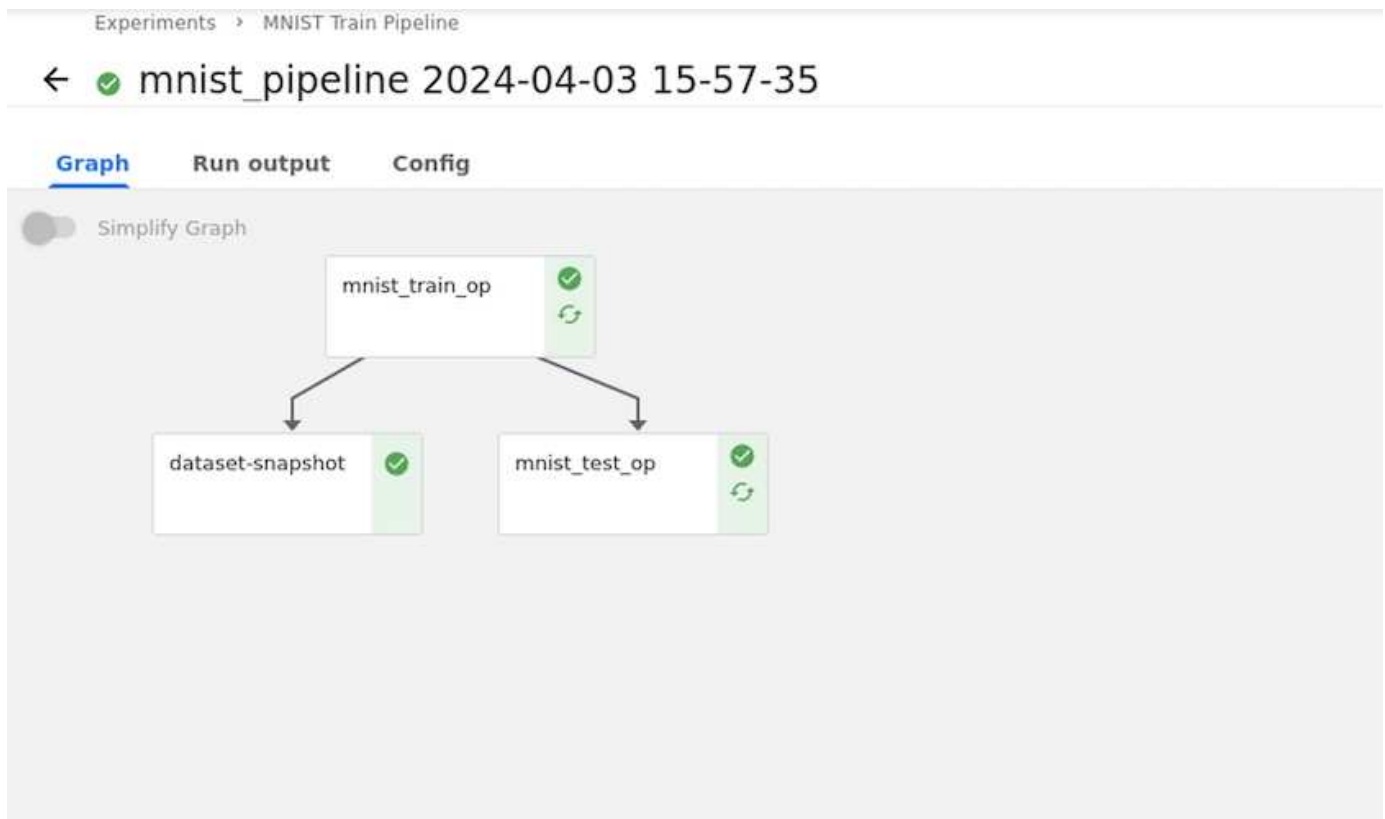 Experiments › MNIST Train Pipeline
mnist_pipeline 2024-04-03 15-57-35
Graph Run output Config
Simplify Graph
mnist_train_op
dataset-snapshot mnist_test_op